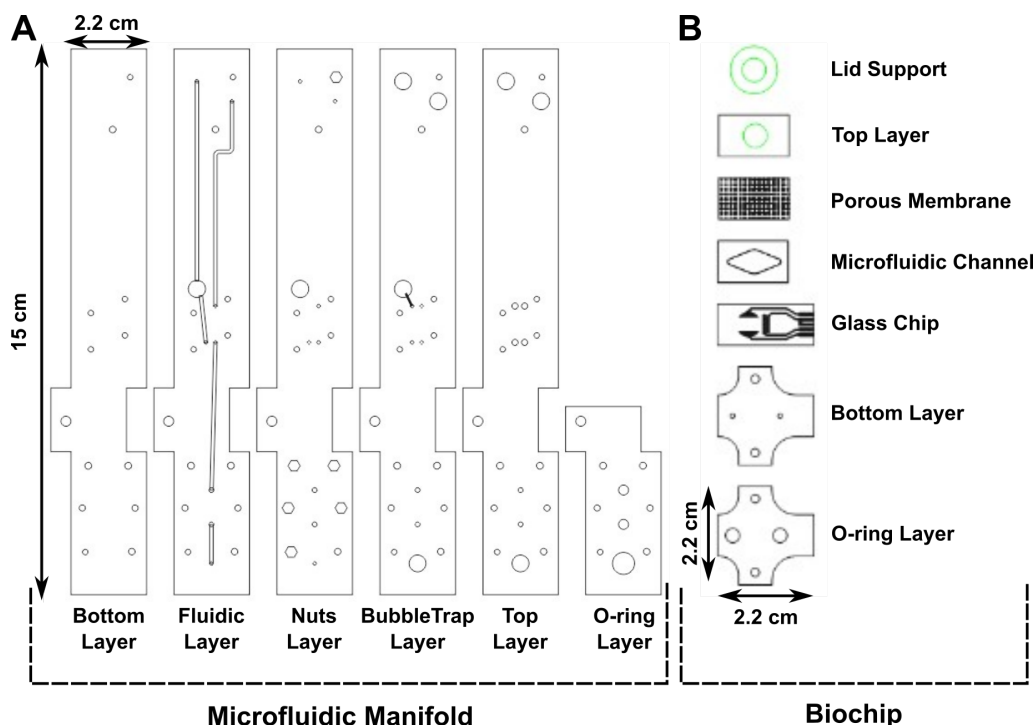 A
2.2 cm
15 cm
Bottom
Layer
Fluidic
Layer
Nuts
Layer
BubbleTrap
Layer
Top
Layer
O-ring
Layer
Microfluidic Manifold
B
Lid Support
Top Layer
Porous Membrane
Microfluidic Channel
Glass Chip
Bottom Layer
O-ring Layer
2.2 cm
2.2 cm
Biochip